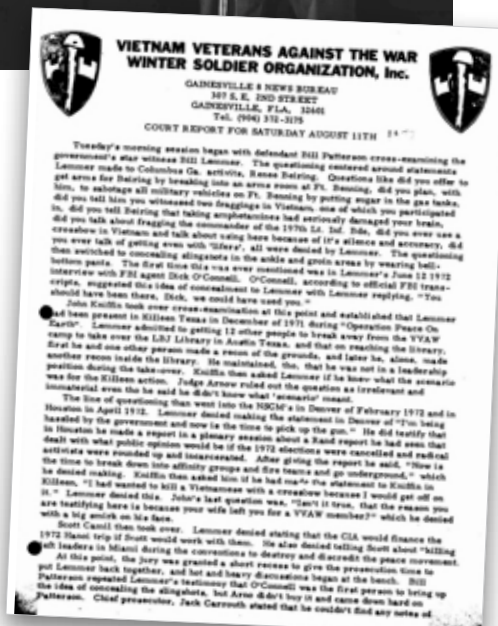 VIETNAM VETERANS AGAINST THE WAR
WINTER SOLDIER ORGANIZATION, Inc.
GAINESVILLE 8 NEWS BUREAU
307 S. E. 2ND STREET
GAINESVILLE, FLA. 32601
Tel. (904) 372-3175
COURT REPORT FOR SATURDAY AUGUST 11TH
Tuesday's morning session began with defendant Bill Patterson cross-examining the
government's star witness Bill Lemmer. The questioning centered around statements
Lemmer made to Columbus Ga. activits, Renee Beiring. Questions like did you offer to
get arms for Beiring by breaking into an arms room at Ft. Benning, did you plan, with
him, to sabotage all military vehicles on Ft. Benning by putting sugar in the gas tanks,
did you tell him you witnessed two fraggings in Vietnam, one of which you participated
in, did you tell Beiring that taking amphetamines had seriously damaged your brain,
did you talk about fragging the commander of the 197th Lt. Inf. Bde, did you ever use a
crossbow in Vietnam and talk about using here because of it's silence and accuracy, did
you ever talk of getting even with "lifers", all were denied by Lemmer. The questioning
then switched to concealing slingshots in the ankle and groin areas by wearing bell-
bottom pants. The first time this was ever mentioned was in Lemmer's June 12 1972
interview with FBI agent Dick O'Connell. O'Connell, according to official FBI trans-
cripts, suggested this idea of concealment to Lemmer with Lemmer replying, "You
should have been there, Dick, we could have used you."
John Kniffin took over cross-examination at this point and established that Lemmer
had been present in Killeen Texas in December of 1971 during "Operation Peace On
Earth". Lemmer admitted to getting 12 other people to break away from the VVAW
camp to take over the LBJ Library in Austin Texas, and that on reaching the library,
first he and one other person made a recon of the grounds, and later he, alone, made
another recon inside the library. He maintained, tho, that he was not in a leadership
position during the take-over. Kniffin then asked Lemmer if he knew what the scenario
was for the Killeen action. Judge Arnow ruled out the question as irrelevant and
immaterial even tho he said he didn't know what 'scenario' meant.
The line of questioning than went into the NSCM's in Denver of February 1972 and in
Houston in April 1972. Lemmer denied making the statement in Denver of "I'm being
hassled by the government and now is the time to pick up the gun." He did testify that
in Houston he made a report in a plenary session about a Rand report he had seen that
dealt with what public opinion would be if the 1972 elections were cancelled and radical
activists were rounded up and incarcerated. After giving the report he said, "Now is
the time to break down into affinity groups and fire teams and go underground," which
he denied making. Kniffin then asked him if he had made the statement to Kniffin in
Killeen, "I had wanted to kill a Vietnamese with a crossbow because I would get off on
it." Lemmer denied this. John's last question was, "Isn't it true, that the reason you
are testifying here is because your wife left you for a VVAW member?" which he denied
with a big smirk on his face.
Scott Camil then took over. Lemmer denied stating that the CIA would finance the
1972 Hanoi trip if Scott would work with them. He also denied telling Scott about "killing
left leaders in Miami during the conventions to destroy and discredit the peace movement.
At this point, the jury was granted a short recess to give the prosecution time to
put Lemmer back together, and hot and heavy discussions began at the bench. Bill
Patterson repeated Lemmer's testimony that O'Connell was the first person to bring up
the idea of concealing the slingshots, but Arno didn't buy it and came down hard on
Patterson. Chief prosecutor, Jack Carrouth stated that he couldn't find any notes of